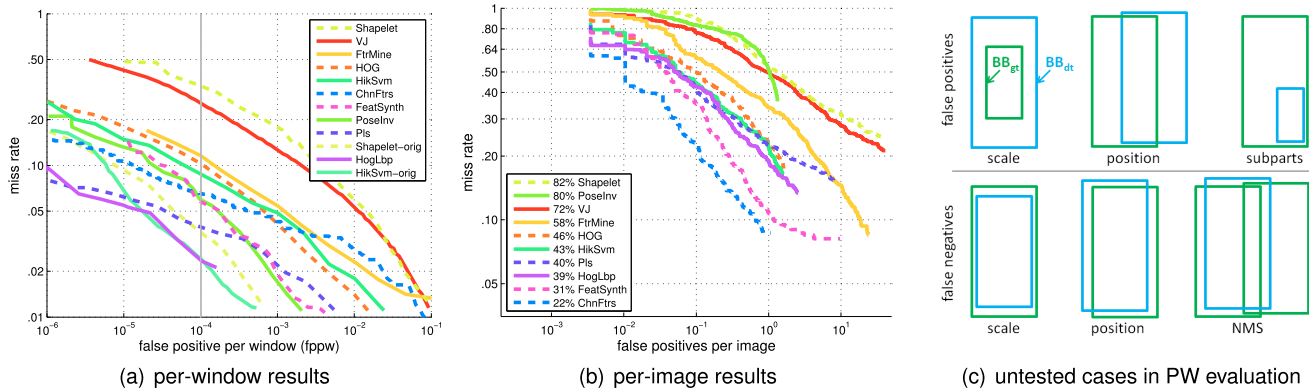 1
.50
.20
.10
.05
.02
.01
miss rate
10^-6
10^-5
10^-4
10^-3
10^-2
10^-1
false positive per window (fppw)
Shapelet
VJ
FtrMine
HOG
HikSvm
ChnFtrs
FeatSynth
PoseInv
Pls
Shapelet-orig
HogLbp
HikSvm-orig
(a) per-window results
1
.80
.64
.50
.40
.30
.20
.10
.05
miss rate
82% Shapelet
80% PoseInv
72% VJ
58% FtrMine
46% HOG
43% HikSvm
40% Pls
39% HogLbp
31% FeatSynth
22% ChnFtrs
10^-3
10^-2
10^-1
10^0
10^1
false positives per image
(b) per-image results
false positives
BB_gt
BB_dt
scale
position
subparts
false negatives
scale
position
NMS
(c) untested cases in PW evaluation